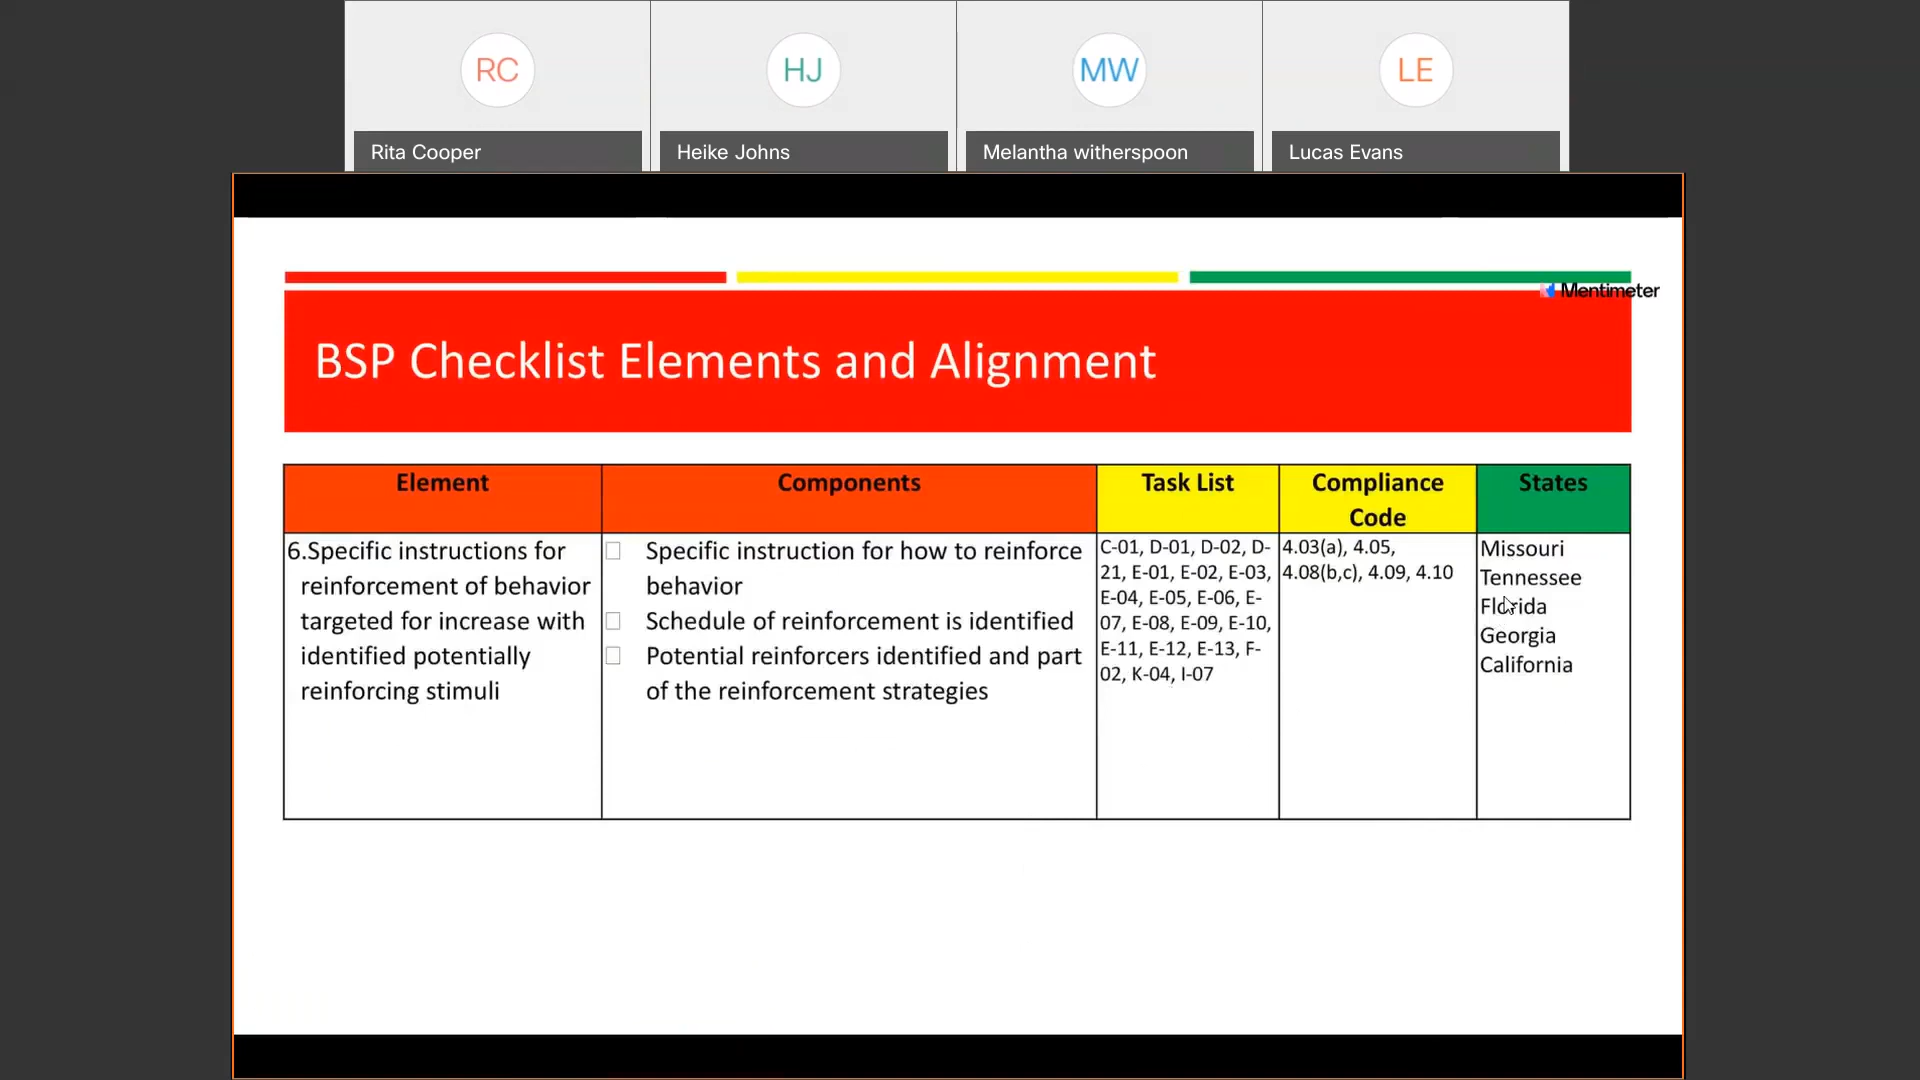 RC
HJ
MW
LE
Rita Cooper
Heike Johns
Melantha witherspoon
Lucas Evans
Mentimeter
BSP Checklist Elements and Alignment
Element
Components
Task List
Compliance
Code
States
6.Specific instructions for
reinforcement of behavior
targeted for increase with
identified potentially
reinforcing stimuli
Specific instruction for how to reinforce
behavior
Schedule of reinforcement is identified
Potential reinforcers identified and part
of the reinforcement strategies
C-01, D-01, D-02, D-
21, E-01, E-02, E-03,
E-04, E-05, E-06, E-
07, E-08, E-09, E-10,
E-11, E-12, E-13, F-
02, K-04, I-07
4.03(a), 4.05,
4.08(b,c), 4.09, 4.10
Missouri
Tennessee
Florida
Georgia
California